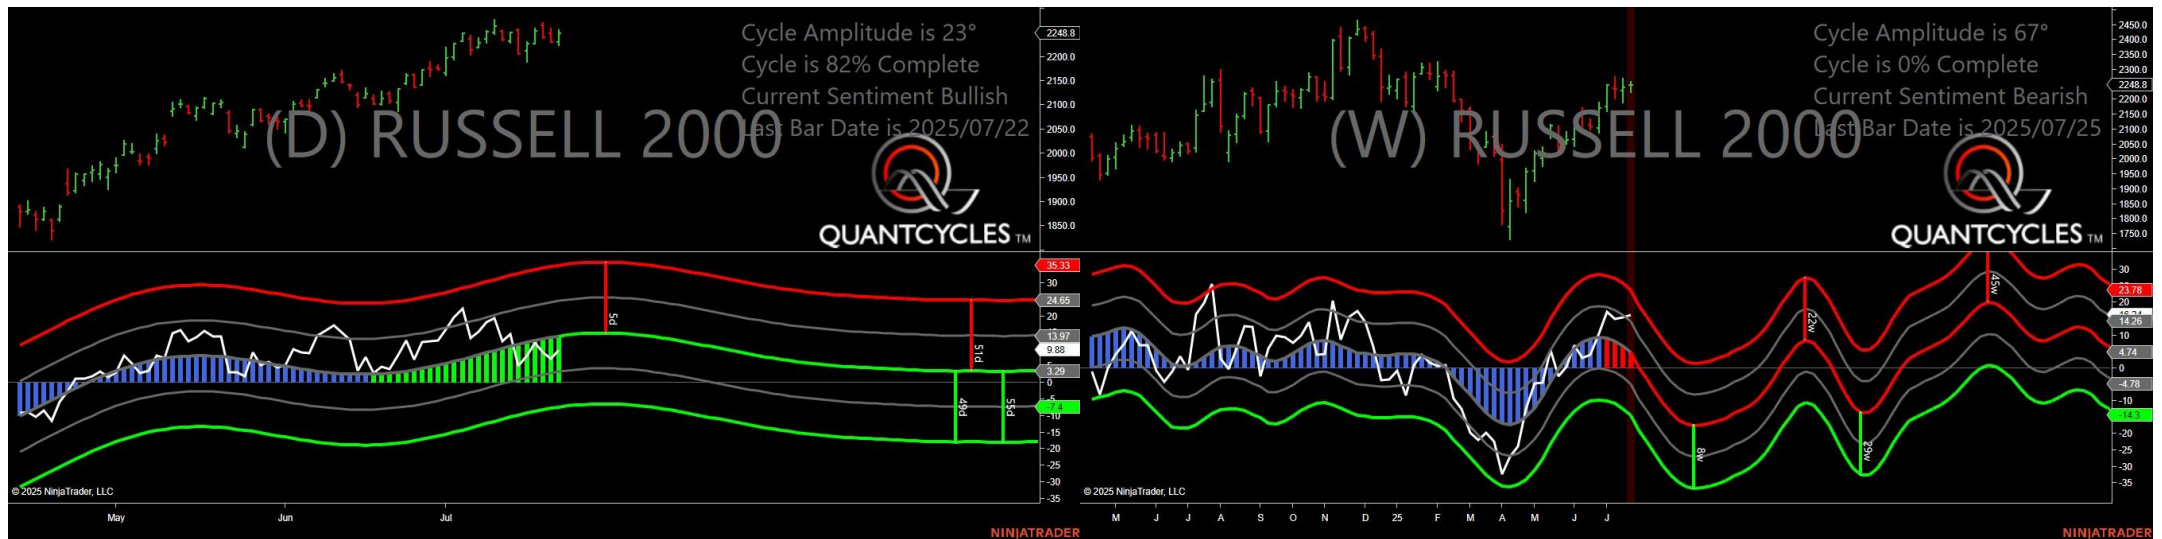 Cycle Amplitude is 23°
Cycle is 82% Complete
Current Sentiment Bullish
Last Bar Date is 2025/07/22
(D) RUSSELL 2000
QUANTCYCLES TM
2248.8
2200.0
2150.0
2100.0
2050.0
2000.0
1950.0
1900.0
1850.0
35.33
30
24.65
20
13.97
9.88
5
3.29
0
-5
-7.4
-10
-15
-20
-25
-30
-35
5d
51d
49d
55d
© 2025 NinjaTrader, LLC
May
Jun
Jul
NINJATRADER
Cycle Amplitude is 67°
Cycle is 0% Complete
Current Sentiment Bearish
Last Bar Date is 2025/07/25
(W) RUSSELL 2000
QUANTCYCLES TM
2450.0
2400.0
2350.0
2300.0
2248.8
2200.0
2150.0
2100.0
2050.0
2000.0
1950.0
1900.0
1850.0
1800.0
1750.0
30
23.78
20
14.26
4.74
0
-4.78
-14.3
-20
-25
-30
-35
8w
22w
29w
45w
© 2025 NinjaTrader, LLC
M
J
J
A
S
O
N
D
25
F
M
A
M
J
J
NINJATRADER